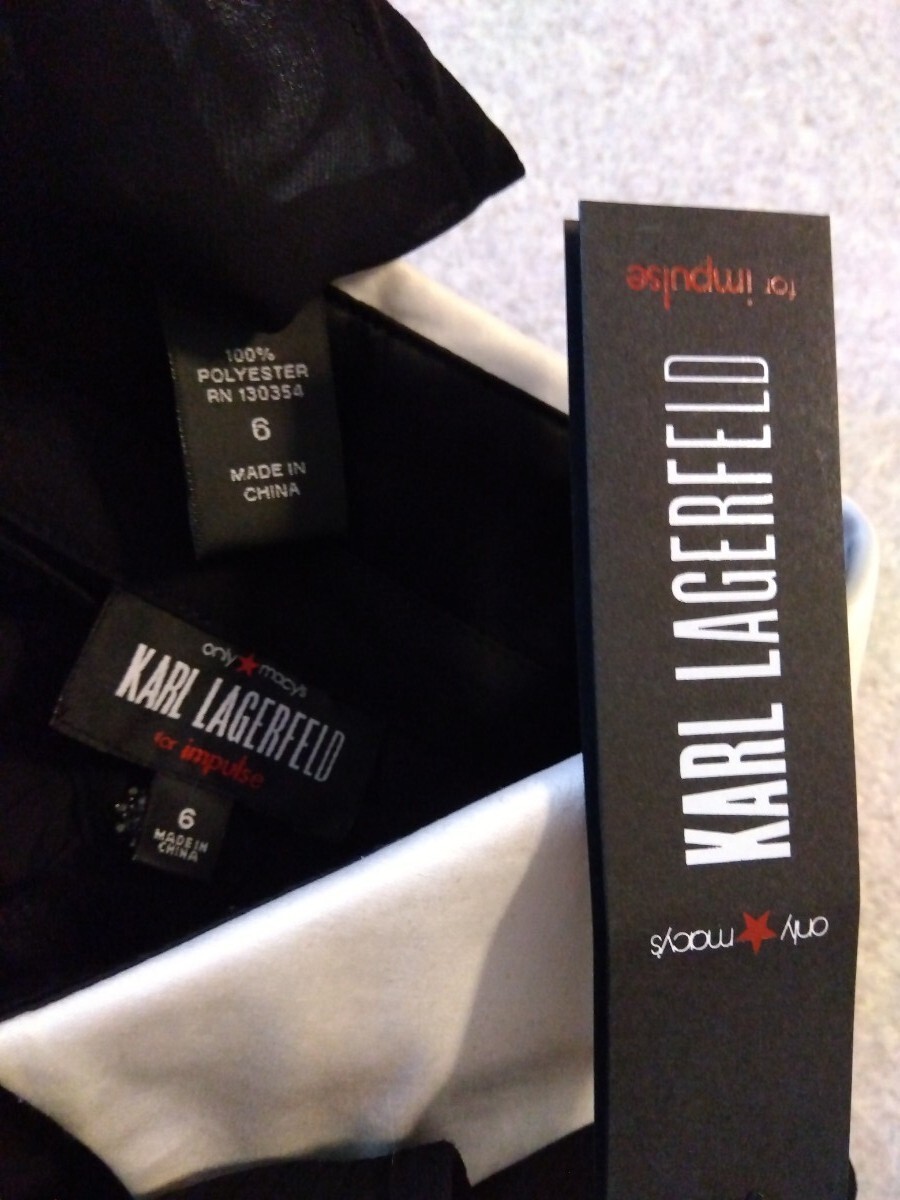 100%
POLYESTER
RN 130354
6
MADE IN
CHINA
only macy's
KARL LAGERFELD
for impulse
6
MADE IN
CHINA
for impulse
KARL LAGERFELD
only macy's